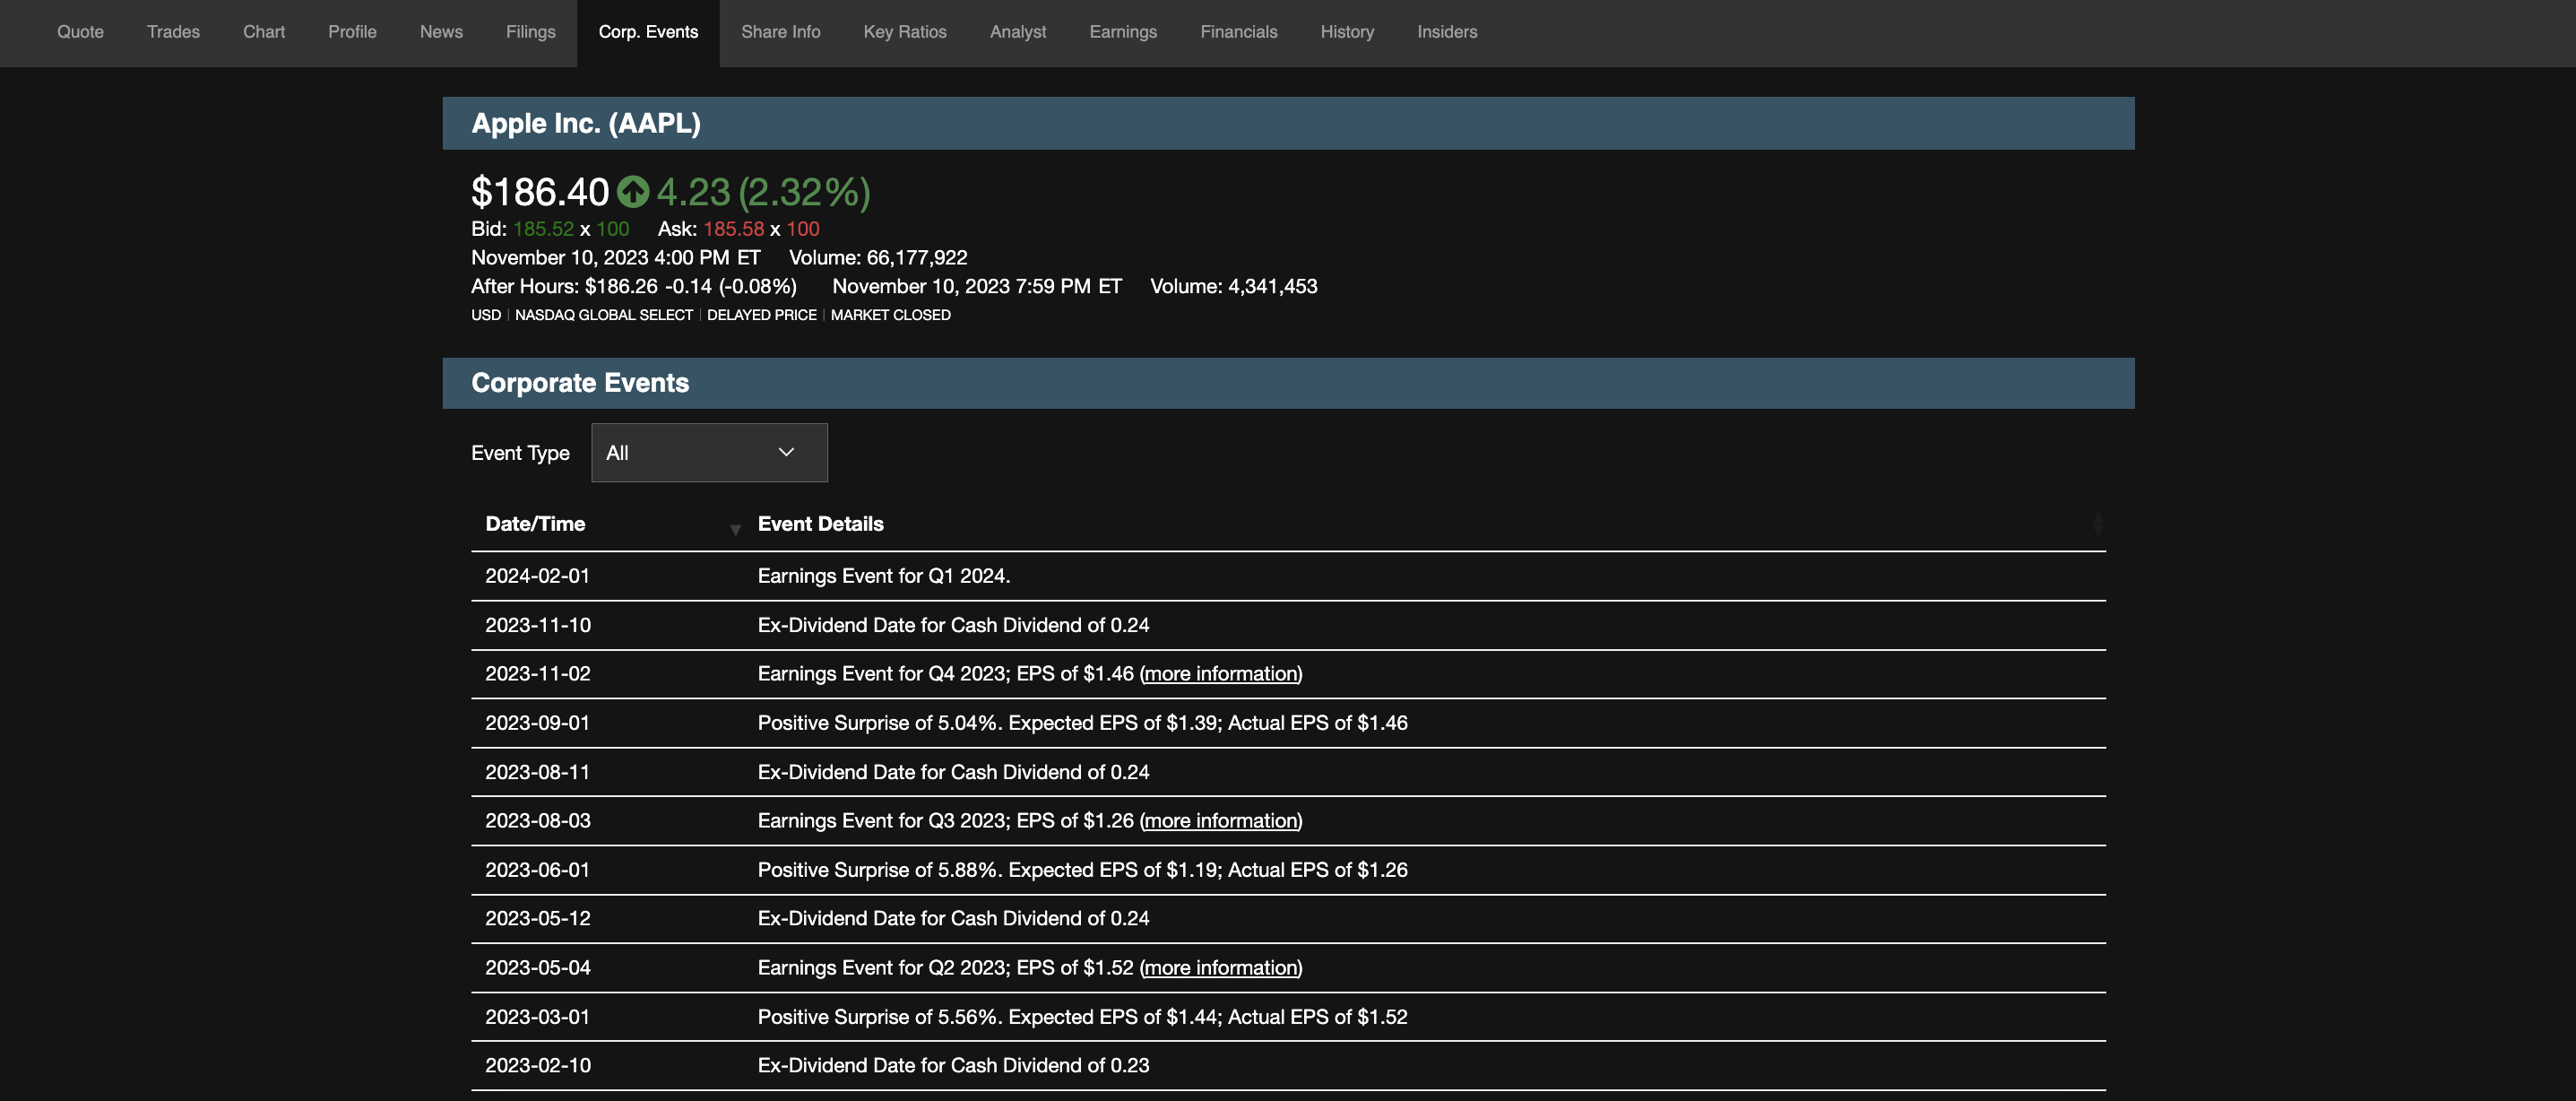 Quote Trades Chart Profile News Filings Corp. Events Share Info Key Ratios Analyst Earnings Financials History Insiders
Apple Inc. (AAPL)
$186.40 4.23 (2.32%)
Bid: 185.52 x 100 Ask: 185.58 x 100
November 10, 2023 4:00 PM ET Volume: 66,177,922
After Hours: $186.26 -0.14 (-0.08%) November 10, 2023 7:59 PM ET Volume: 4,341,453
USD | NASDAQ GLOBAL SELECT | DELAYED PRICE | MARKET CLOSED
Corporate Events
Event Type All
Date/Time Event Details
2024-02-01 Earnings Event for Q1 2024.
2023-11-10 Ex-Dividend Date for Cash Dividend of 0.24
2023-11-02 Earnings Event for Q4 2023; EPS of $1.46 (more information)
2023-09-01 Positive Surprise of 5.04%. Expected EPS of $1.39; Actual EPS of $1.46
2023-08-11 Ex-Dividend Date for Cash Dividend of 0.24
2023-08-03 Earnings Event for Q3 2023; EPS of $1.26 (more information)
2023-06-01 Positive Surprise of 5.88%. Expected EPS of $1.19; Actual EPS of $1.26
2023-05-12 Ex-Dividend Date for Cash Dividend of 0.24
2023-05-04 Earnings Event for Q2 2023; EPS of $1.52 (more information)
2023-03-01 Positive Surprise of 5.56%. Expected EPS of $1.44; Actual EPS of $1.52
2023-02-10 Ex-Dividend Date for Cash Dividend of 0.23